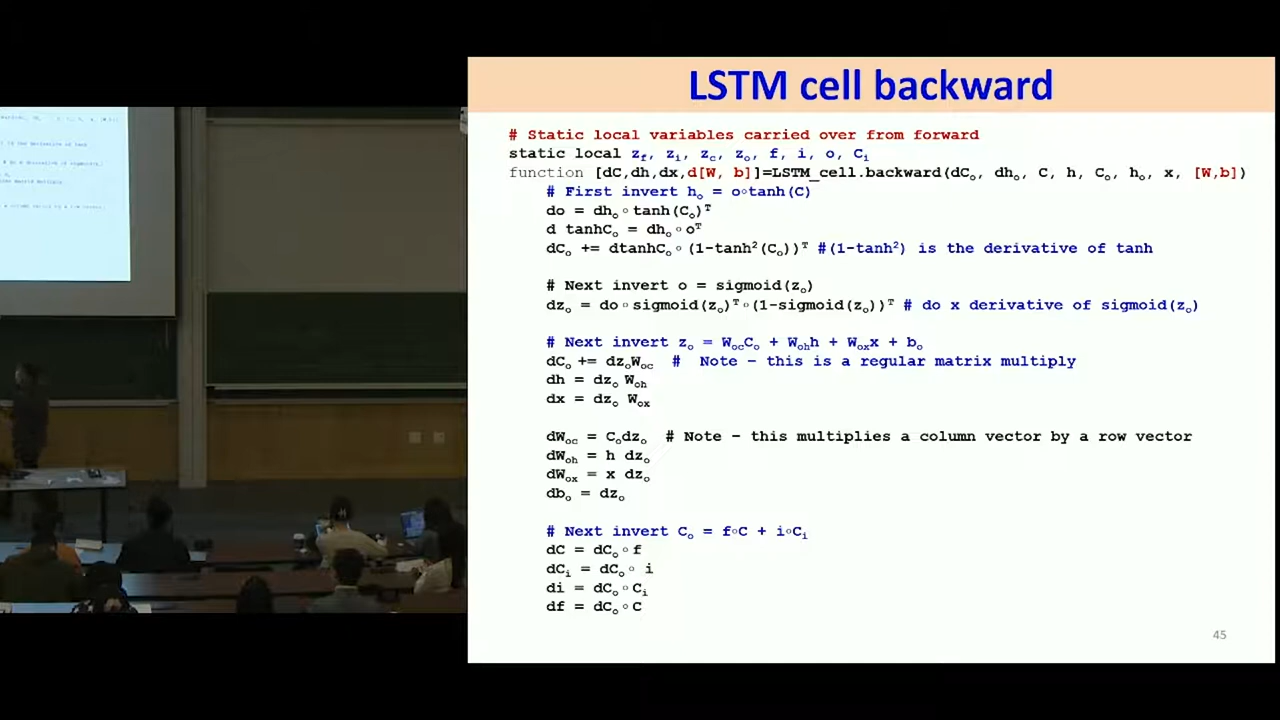 LSTM cell backward
# Static local variables carried over from forward
static local zf, zi, zc, zo, f, i, o, Ci
function [dC,dh,dx,d[W, b]]=LSTM_cell.backward(dCo, dho, C, h, Co, ho, x, [W,b])
# First invert ho = o∘tanh(C)
do = dho∘tanh(Co)ᵀ
d tanhCo = dho∘oᵀ
dCo += dtanhCo∘(1-tanh²(Co))ᵀ #(1-tanh²) is the derivative of tanh
# Next invert o = sigmoid(zo)
dzo = do∘sigmoid(zo)ᵀ∘(1-sigmoid(zo))ᵀ # do x derivative of sigmoid(zo)
# Next invert zo = WocCo + Wohh + Woxx + bo
dCo += dzoWoc # Note – this is a regular matrix multiply
dh = dzo Woh
dx = dzo Wox
dWoc = Codzo # Note – this multiplies a column vector by a row vector
dWoh = h dzo
dWox = x dzo
dbo = dzo
# Next invert Co = f∘C + i∘Ci
dC = dCo∘f
dCi = dCo∘ i
di = dCo∘Ci
df = dCo∘C
45